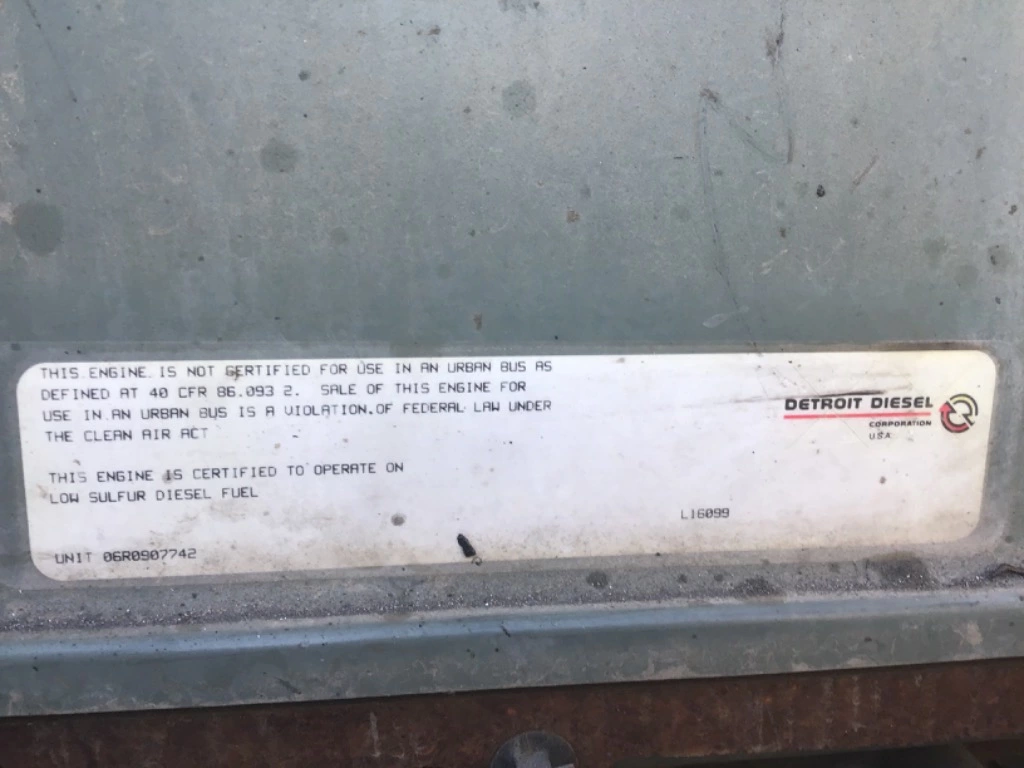 THIS ENGINE IS NOT CERTIFIED FOR USE IN AN URBAN BUS AS
DEFINED AT 40 CFR 86.093 2. SALE OF THIS ENGINE FOR
USE IN AN URBAN BUS IS A VIOLATION OF FEDERAL LAW UNDER
THE CLEAN AIR ACT
THIS ENGINE IS CERTIFIED TO OPERATE ON
LOW SULFUR DIESEL FUEL
UNIT 06R0907742
L16099
DETROIT DIESEL
CORPORATION
USA